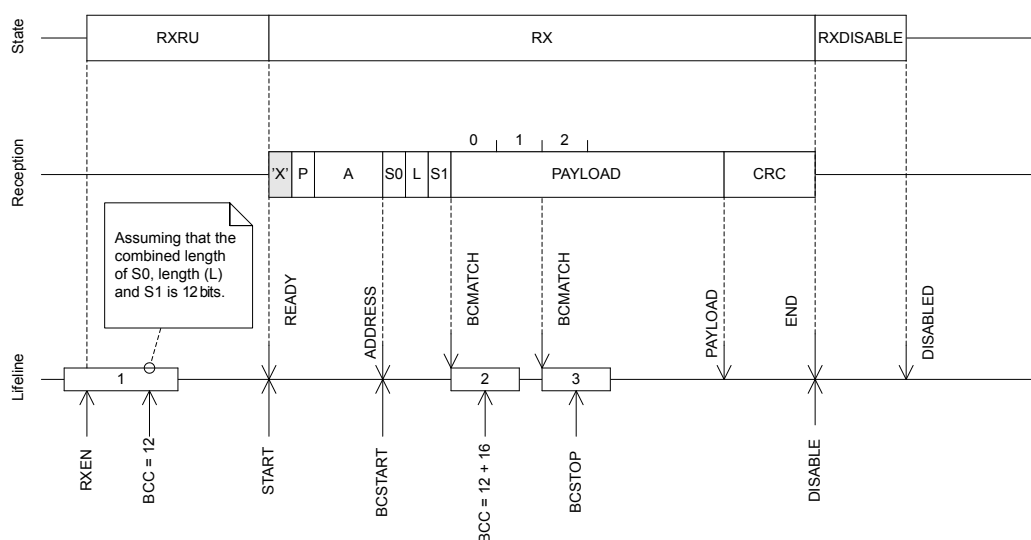 State
RXRU
RX
RXDISABLE
0
1
2
Reception
'X'
P
A
S0
L
S1
PAYLOAD
CRC
Assuming that the
combined length
of S0, length (L)
and S1 is 12 bits.
READY
ADDRESS
BCMATCH
BCMATCH
PAYLOAD
END
DISABLED
Lifeline
1
2
3
RXEN
BCC = 12
START
BCSTART
BCC = 12 + 16
BCSTOP
DISABLE